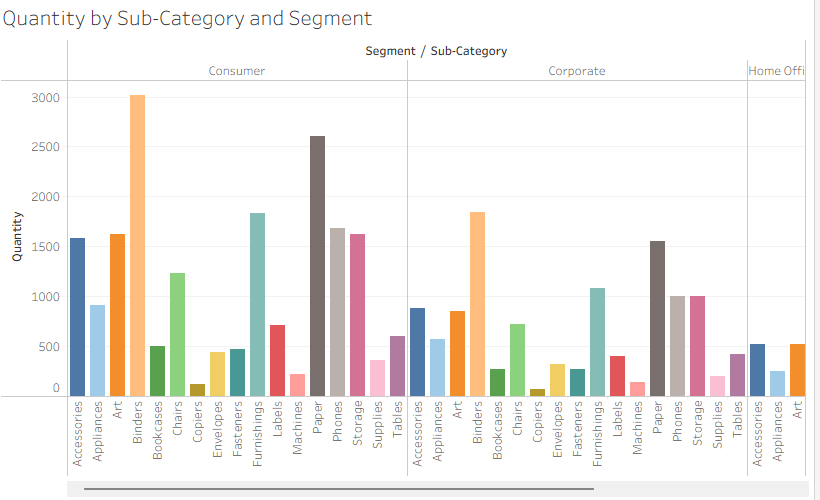 Quantity by Sub-Category and Segment
Segment / Sub-Category
Consumer
Corporate
Home Offi
Quantity
3000
2500
2000
1500
1000
500
0
Accessories
Appliances
Art
Binders
Bookcases
Chairs
Copiers
Envelopes
Fasteners
Furnishings
Labels
Machines
Paper
Phones
Storage
Supplies
Tables
Accessories
Appliances
Art
Binders
Bookcases
Chairs
Copiers
Envelopes
Fasteners
Furnishings
Labels
Machines
Paper
Phones
Storage
Supplies
Tables
Accessories
Appliances
Art